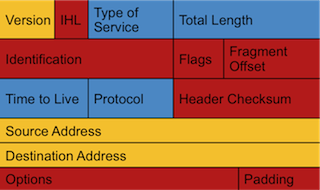 Version IHL Type of Service Total Length
Identification Flags Fragment Offset
Time to Live Protocol Header Checksum
Source Address
Destination Address
Options Padding